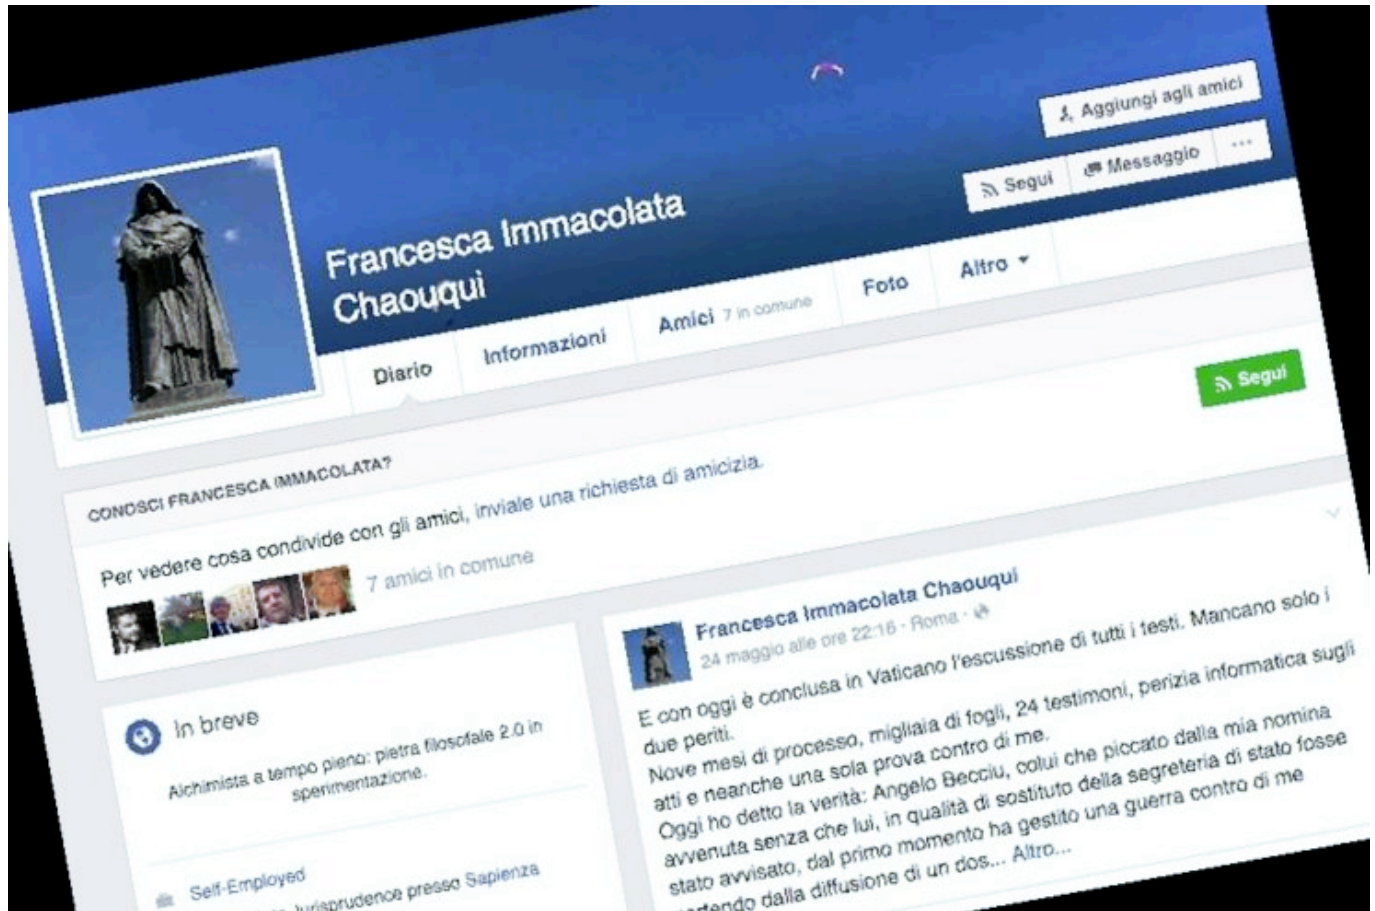 Aggiungi agli amici
Segui
Messaggio
Francesca Immacolata
Chaouqui
Diario
Informazioni
Amici 7 in comune
Foto
Altro
Segui
CONOSCI FRANCESCA IMMACOLATA?
Per vedere cosa condivide con gli amici, inviale una richiesta di amicizia.
7 amici in comune
In breve
Alchimista a tempo pieno: pietra filosofale 2.0 in
sperimentazione.
Self-Employed
Jurisprudence presso Sapienza
Francesca Immacolata Chaouqui
24 maggio alle ore 22:16 · Roma ·
E con oggi è conclusa in Vaticano l'escussione di tutti i testi. Mancano solo i
due periti.
Nove mesi di processo, migliaia di fogli, 24 testimoni, perizia informatica sugli
atti e neanche una sola prova contro di me.
Oggi ho detto la verità: Angelo Becciu, colui che piccato dalla mia nomina
avvenuta senza che lui, in qualità di sostituto della segreteria di stato fosse
stato avvisato, dal primo momento ha gestito una guerra contro di me
partendo dalla diffusione di un dos... Altro...